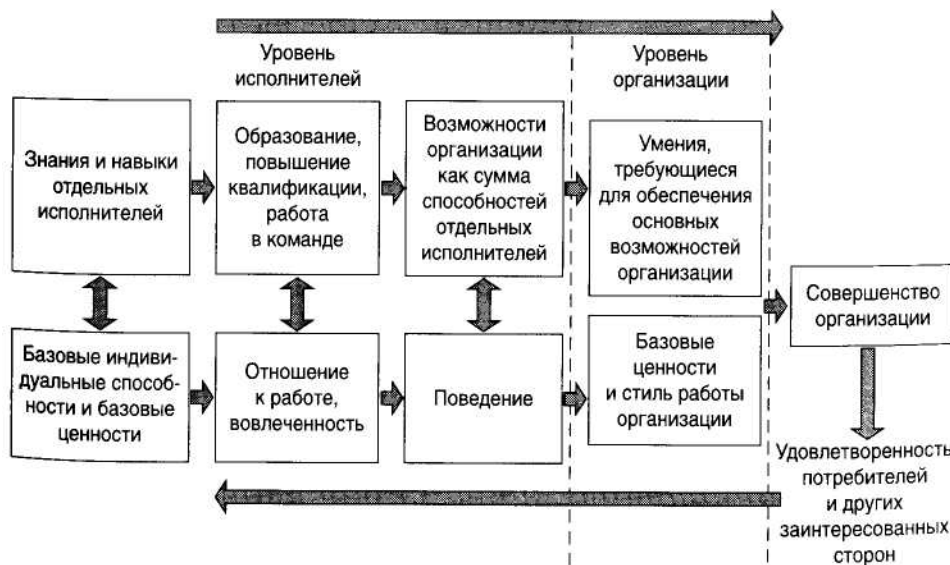 Уровень
исполнителей
Уровень
организации
Знания и навыки
отдельных
исполнителей
Образование,
повышение
квалификации,
работа
в команде
Возможности
организации
как сумма
способностей
отдельных
исполнителей
Умения,
требующиеся
для обеспечения
основных
возможностей
организации
Базовые индиви-
дуальные способ-
ности и базовые
ценности
Отношение
к работе,
вовлеченность
Поведение
Базовые
ценности
и стиль работы
организации
Совершенство
организации
Удовлетворенность
потребителей
и других
заинтересованных
сторон